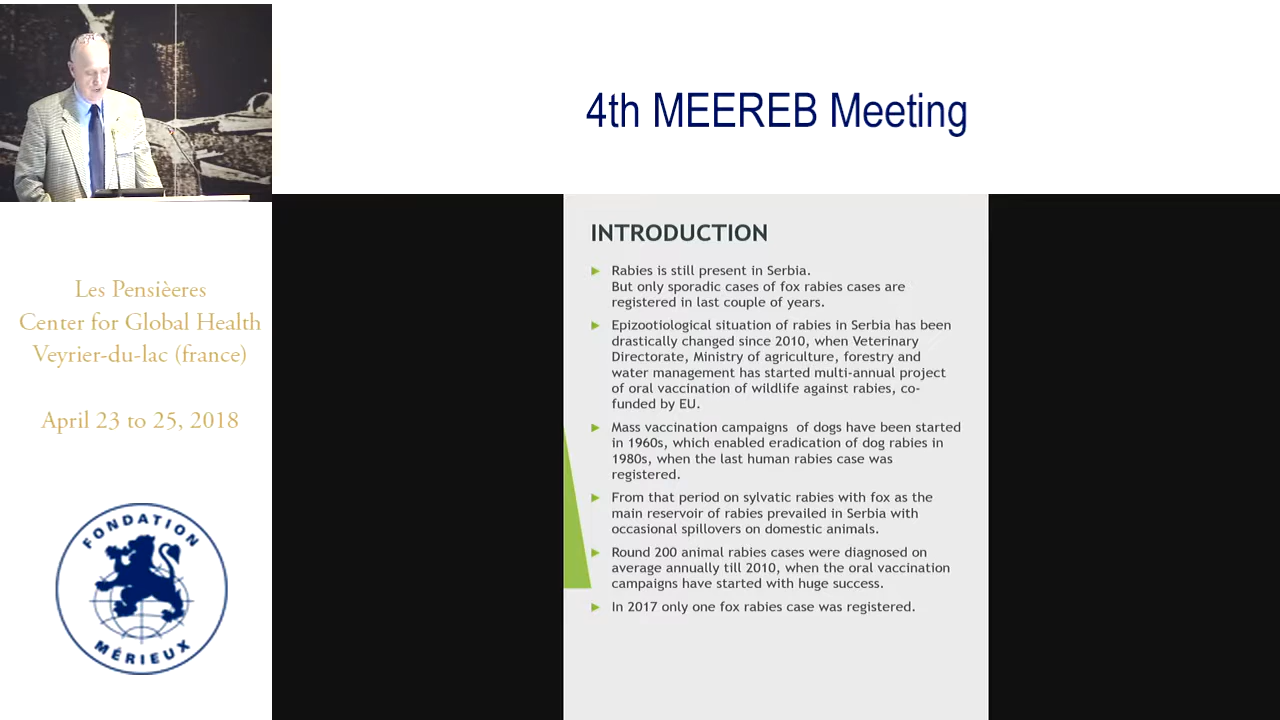 4th MEEREB Meeting
Les Pensièeres
Center for Global Health
Veyrier-du-lac (france)
April 23 to 25, 2018
FONDATION
MÉRIEUX
INTRODUCTION
Rabies is still present in Serbia.
But only sporadic cases of fox rabies cases are
registered in last couple of years.
Epizootiological situation of rabies in Serbia has been
drastically changed since 2010, when Veterinary
Directorate, Ministry of agriculture, forestry and
water management has started multi-annual project
of oral vaccination of wildlife against rabies, co-
funded by EU.
Mass vaccination campaigns  of dogs have been started
in 1960s, which enabled eradication of dog rabies in
1980s, when the last human rabies case was
registered.
From that period on sylvatic rabies with fox as the
main reservoir of rabies prevailed in Serbia with
occasional spillovers on domestic animals.
Round 200 animal rabies cases were diagnosed on
average annually till 2010, when the oral vaccination
campaigns have started with huge success.
In 2017 only one fox rabies case was registered.